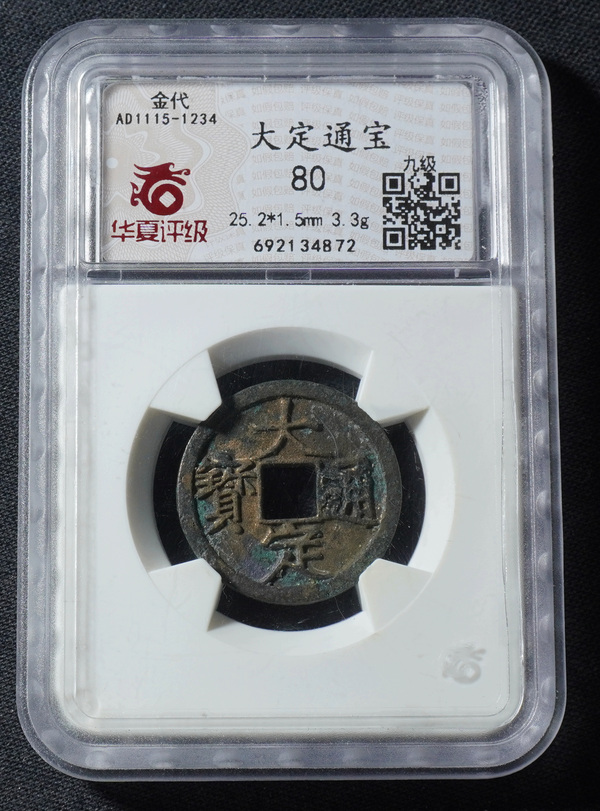 金代
AD1115-1234
华夏评级
大定通宝
80
九级
25.2*1.5mm 3.3g
692134872
大
定
通
寶